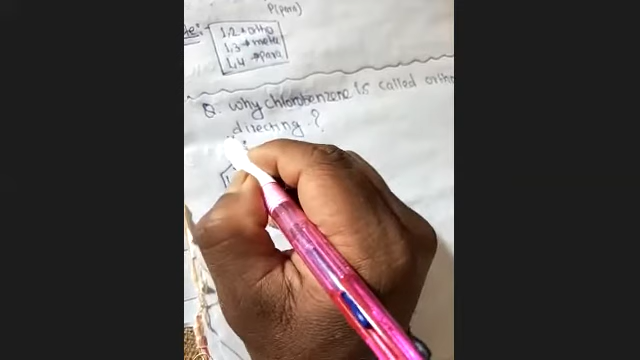 P(para)
1,2 → ortho
1,3 → meta
1,4 → para
Q. why chlorobenzene is called ortho
directing ?